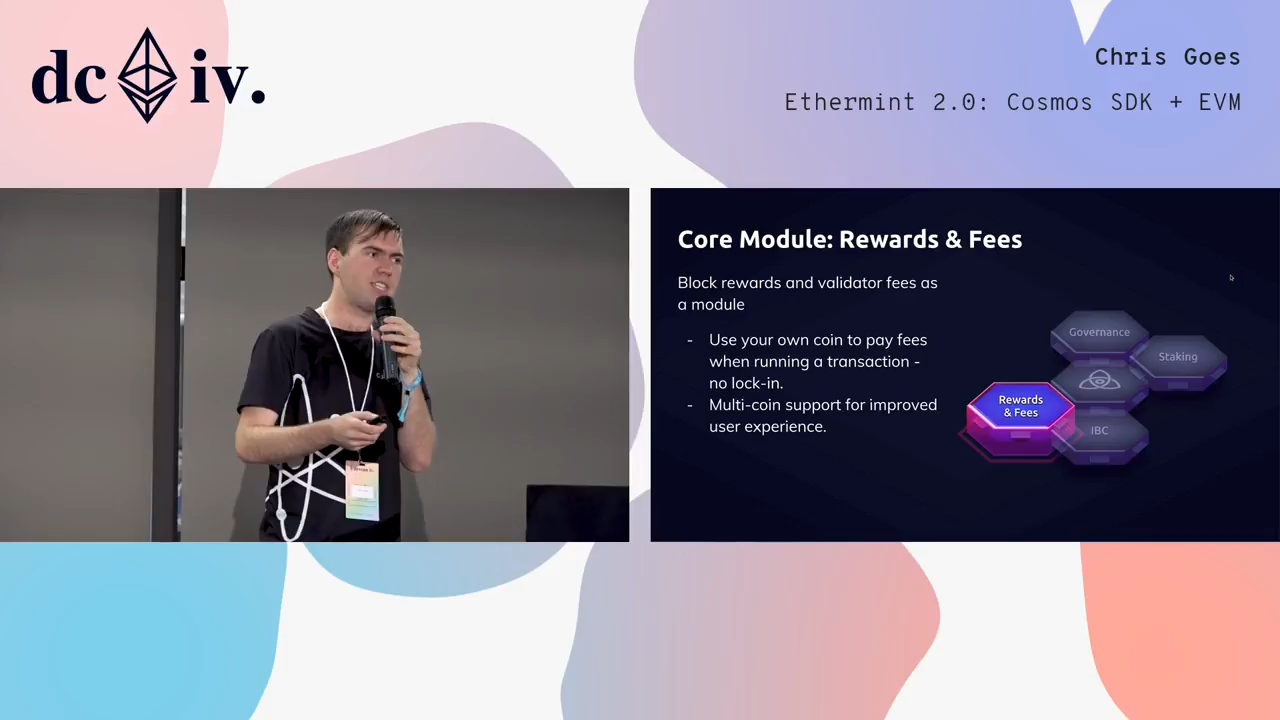 dc iv.
Chris Goes
Ethermint 2.0: Cosmos SDK + EVM
Core Module: Rewards & Fees
Block rewards and validator fees as
a module
- Use your own coin to pay fees
when running a transaction -
no lock-in.
- Multi-coin support for improved
user experience.
Governance
Staking
Rewards
& Fees
IBC